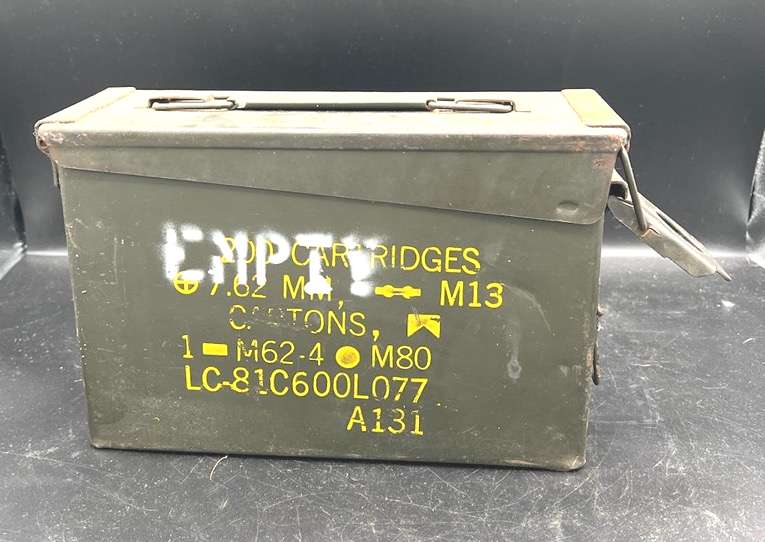 EMPTY
200 CARTRIDGES
7.62 MM, M13
CARTONS,
1 M62-4 M80
LC-81C600L077
A131